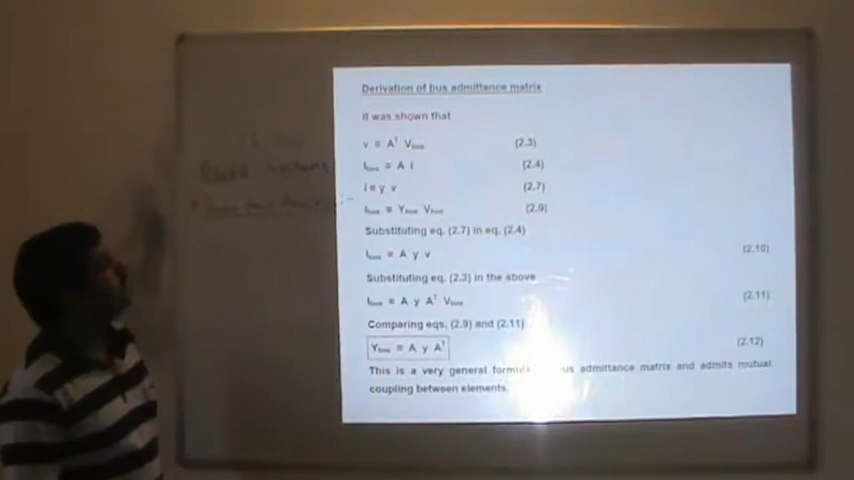 Derivation of bus admittance matrix
It was shown that
v = Aᵀ V_bus (2.3)
I_bus = A i (2.4)
i = y v (2.7)
I_bus = Y_bus V_bus (2.9)
Substituting eq. (2.7) in eq. (2.4)
I_bus = A y v (2.10)
Substituting eq. (2.3) in the above
I_bus = A y Aᵀ V_bus (2.11)
Comparing eqs. (2.9) and (2.11)
Y_bus = A y Aᵀ (2.12)
This is a very general formula admittance matrix and admits mutual
coupling between elements.